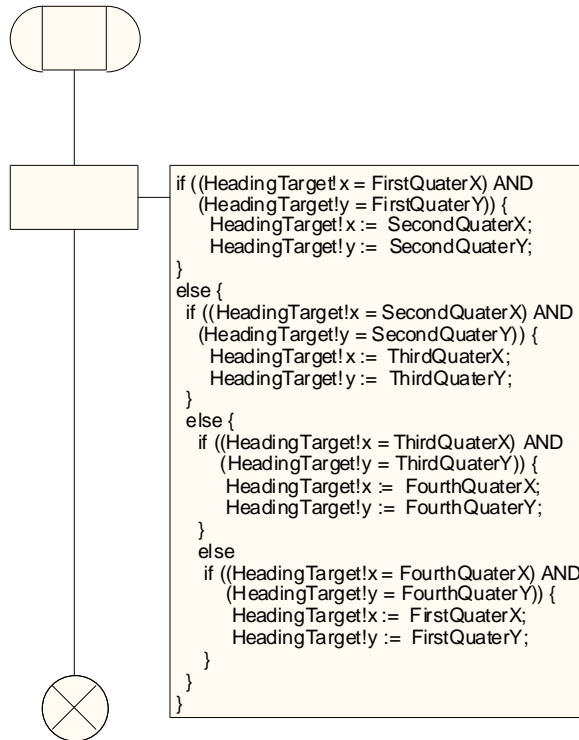 if ((HeadingTarget!x = FirstQuaterX) AND
(HeadingTarget!y = FirstQuaterY)) {
HeadingTarget!x := SecondQuaterX;
HeadingTarget!y := SecondQuaterY;
}
else {
if ((HeadingTarget!x = SecondQuaterX) AND
(HeadingTarget!y = SecondQuaterY)) {
HeadingTarget!x := ThirdQuaterX;
HeadingTarget!y := ThirdQuaterY;
}
else {
if ((HeadingTarget!x = ThirdQuaterX) AND
(HeadingTarget!y = ThirdQuaterY)) {
HeadingTarget!x := FourthQuaterX;
HeadingTarget!y := FourthQuaterY;
}
else
if ((HeadingTarget!x = FourthQuaterX) AND
(HeadingTarget!y = FourthQuaterY)) {
HeadingTarget!x := FirstQuaterX;
HeadingTarget!y := FirstQuaterY;
}
}
}